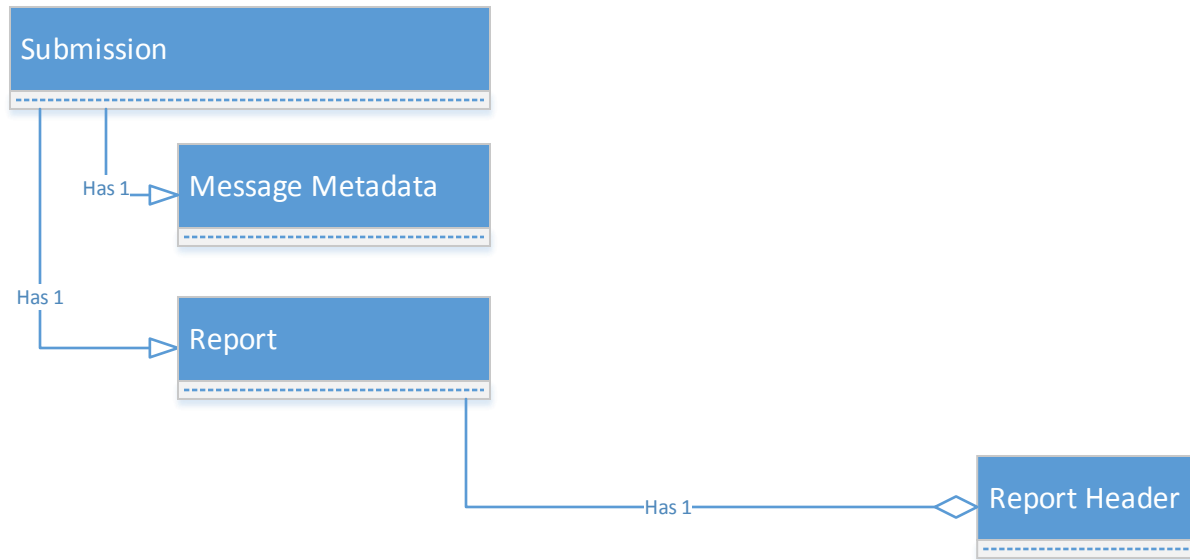 Submission
Has 1
Message Metadata
Has 1
Report
Has 1
Report Header